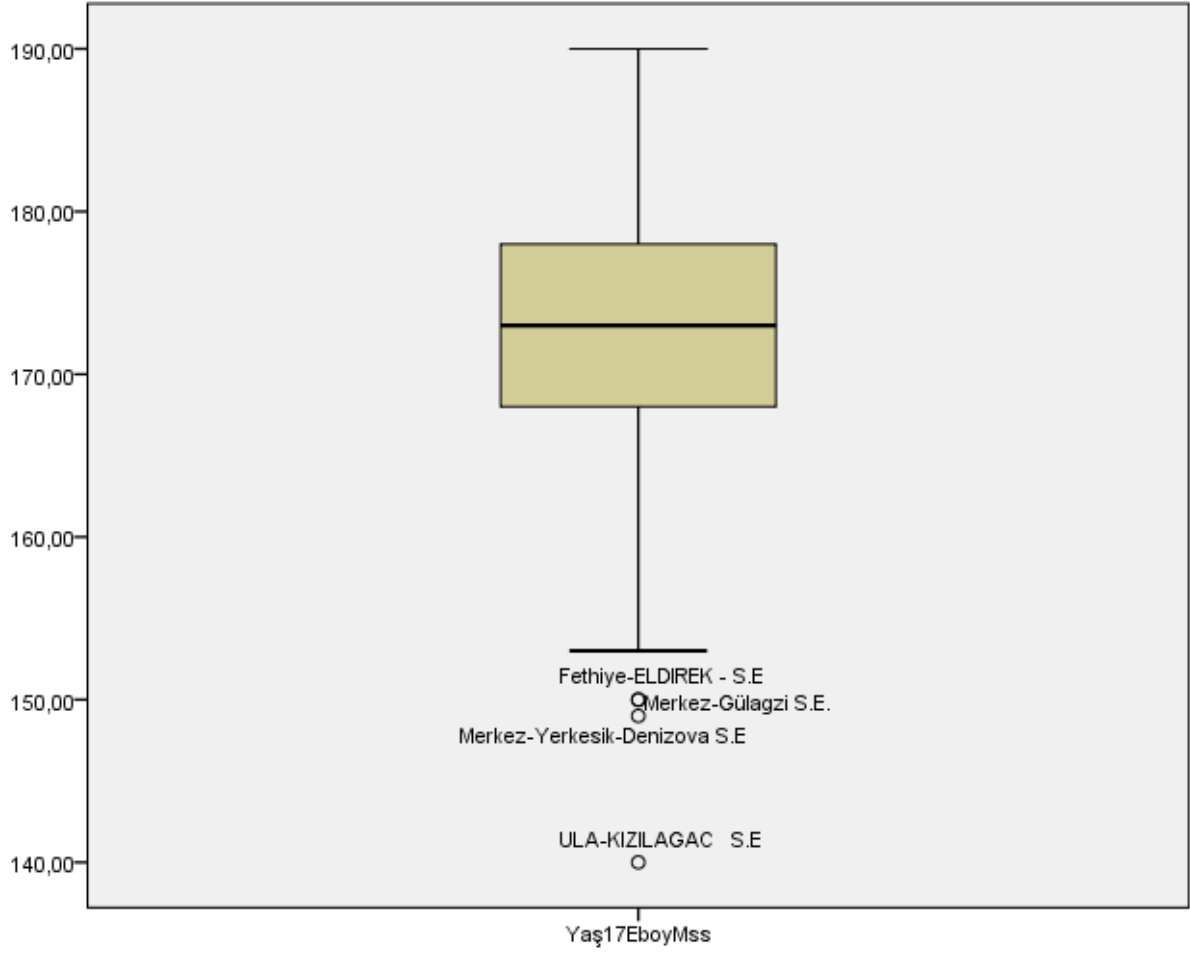 190,00
180,00
170,00
160,00
150,00
140,00
Fethiye-ELDIREK - S.E
Merkez-Gülagzi S.E.
Merkez-Yerkesik-Denizova S.E
ULA-KIZILAGAC S.E
Yaş17EboyMss